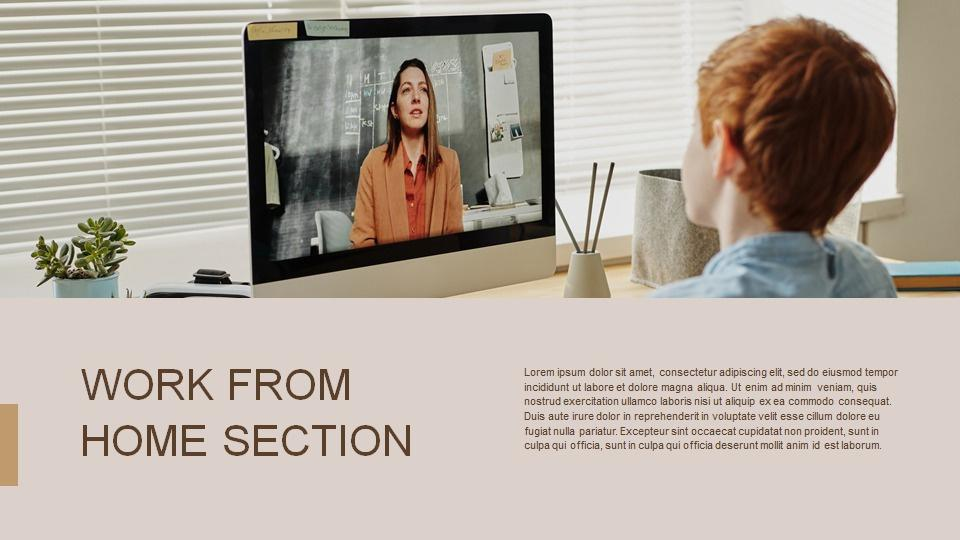 WORK FROM
HOME SECTION
Lorem ipsum dolor sit amet, consectetur adipiscing elit, sed do eiusmod tempor
incididunt ut labore et dolore magna aliqua. Ut enim ad minim veniam, quis
nostrud exercitation ullamco laboris nisi ut aliquip ex ea commodo consequat.
Duis aute irure dolor in reprehenderit in voluptate velit esse cillum dolore eu
fugiat nulla pariatur. Excepteur sint occaecat cupidatat non proident, sunt in
culpa qui officia, sunt in culpa qui officia deserunt mollit anim id est laborum.